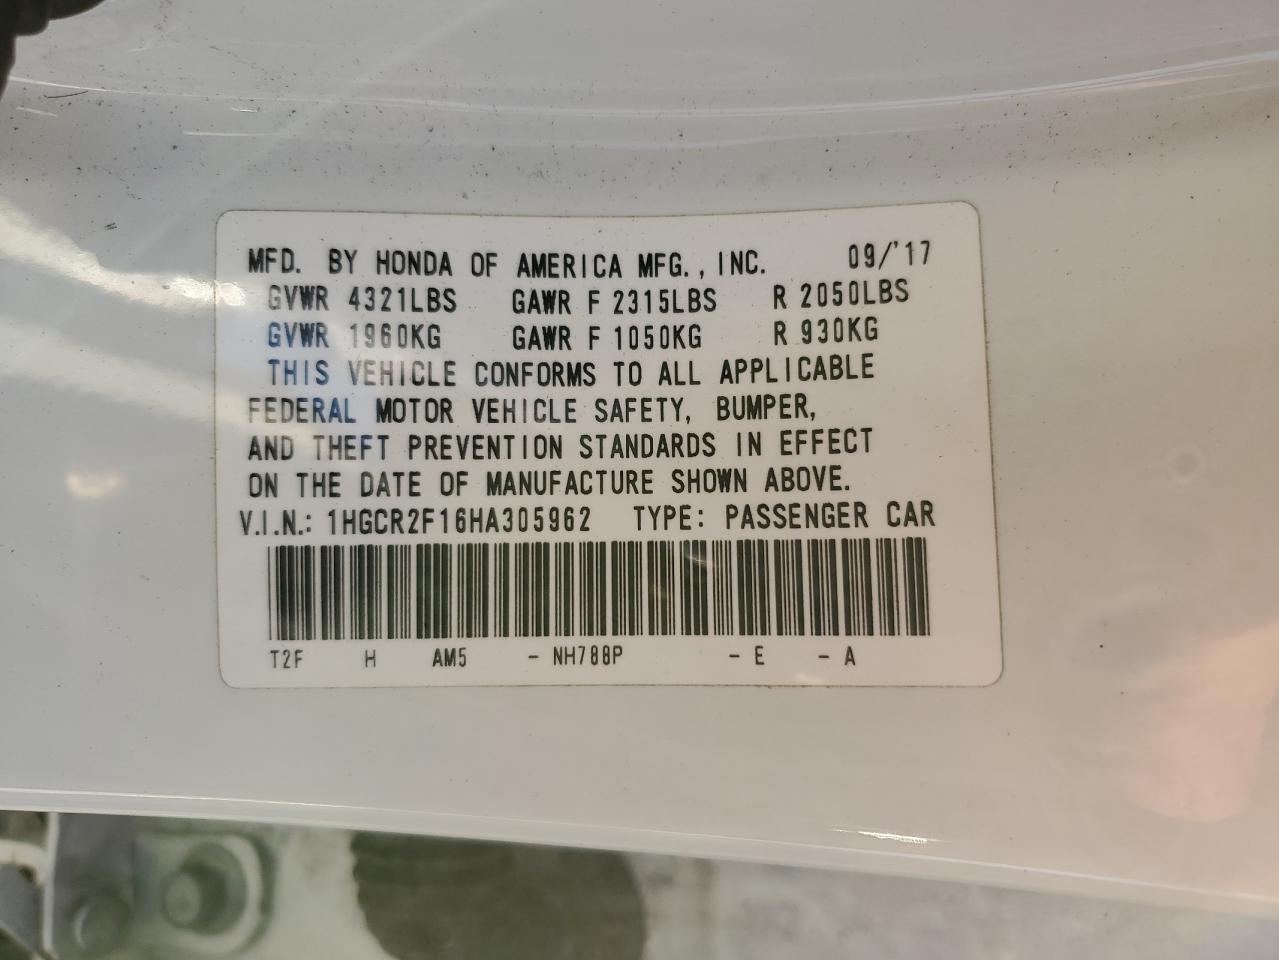 MFD. BY HONDA OF AMERICA MFG., INC. 09/'17
GVWR 4321LBS GAWR F 2315LBS R 2050LBS
GVWR 1960KG GAWR F 1050KG R 930KG
THIS VEHICLE CONFORMS TO ALL APPLICABLE
FEDERAL MOTOR VEHICLE SAFETY, BUMPER,
AND THEFT PREVENTION STANDARDS IN EFFECT
ON THE DATE OF MANUFACTURE SHOWN ABOVE.
V.I.N.: 1HGCR2F16HA305962 TYPE: PASSENGER CAR
T2F H AM5 - NH788P - E - A